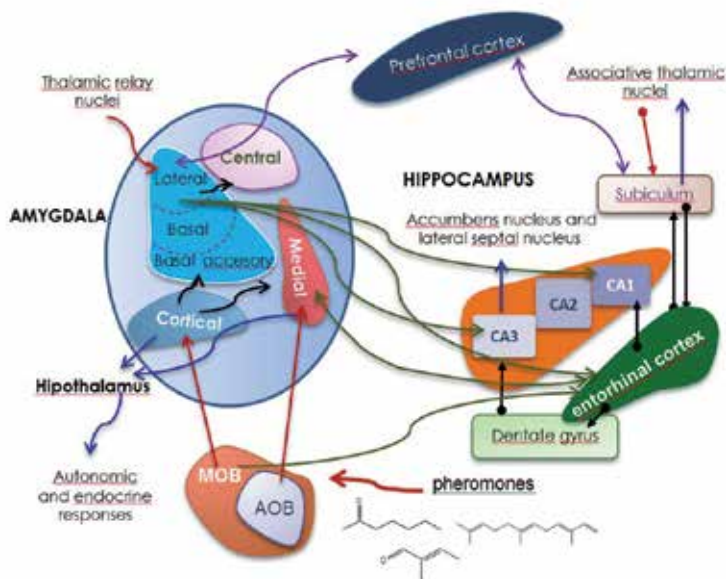 Prefrontal cortex
Thalamic relay
nuclei
Associative thalamic
nuclei
Central
Lateral
HIPPOCAMPUS
Subiculum
AMYGDALA
Accumbens nucleus and
lateral septal nucleus
Basal
Medial
Basal accesory
CA1
CA2
CA3
Cortical
entorhinal cortex
Hipothalamus
Dentate gyrus
Autonomic
and endocrine
responses
MOB
AOB
pheromones
O